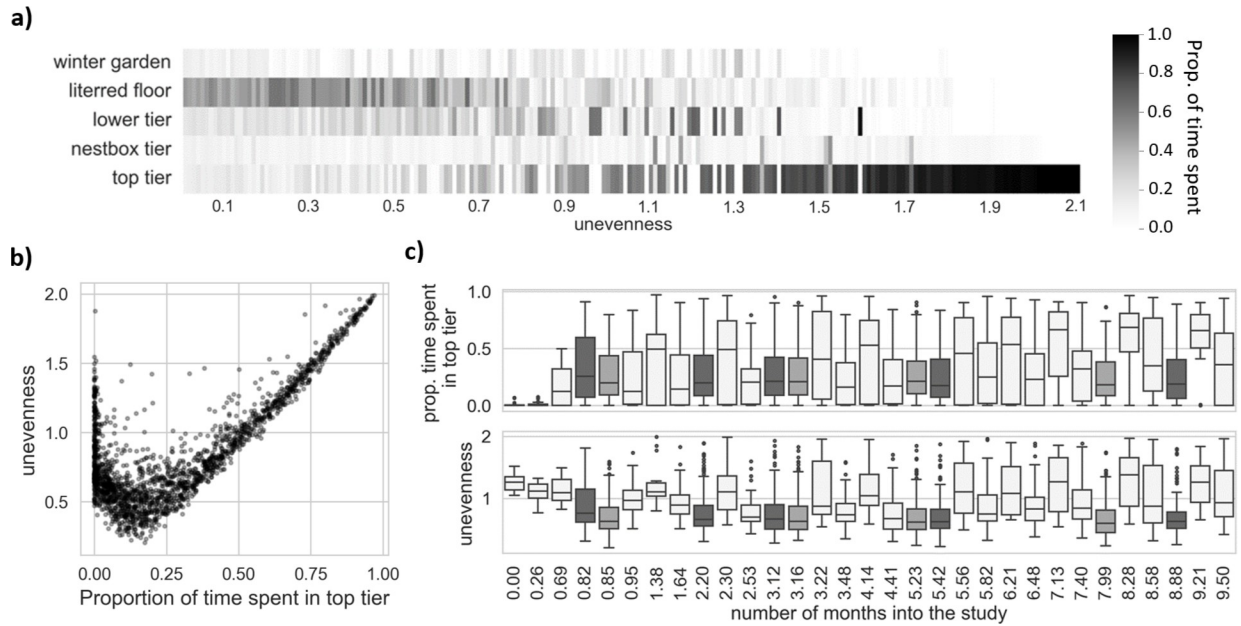 a)
winter garden
literred floor
lower tier
nestbox tier
top tier
0.1 0.3 0.5 0.7 0.9 1.1 1.3 1.5 1.7 1.9 2.1
unevenness
1.0
0.8
0.6
0.4
0.2
0.0
Prop. of time spent
b)
2.0
1.5
1.0
0.5
unevenness
0.00 0.25 0.50 0.75 1.00
Proportion of time spent in top tier
c)
prop. time spent
in top tier
1.0
0.5
0.0
unevenness
2
1
0.00 0.26 0.69 0.82 0.85 0.95 1.38 1.64 2.20 2.30 2.53 3.12 3.16 3.22 3.48 4.14 4.41 5.23 5.42 5.56 5.82 6.21 6.48 7.13 7.40 7.99 8.28 8.58 8.88 9.21 9.50
number of months into the study